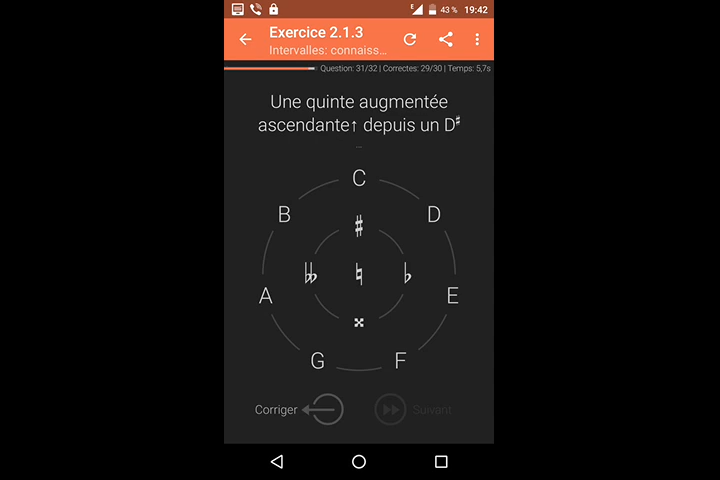 E
43 % 19:42
Exercice 2.1.3
Intervalles: connaiss...
Question: 31/32 | Correctes: 29/30 | Temps: 5,7s
Une quinte augmentée
ascendante↑ depuis un D♯
_
C
B D
♯
𝄫 ♮ ♭
A E
𝄪
G F
Corriger Suivant